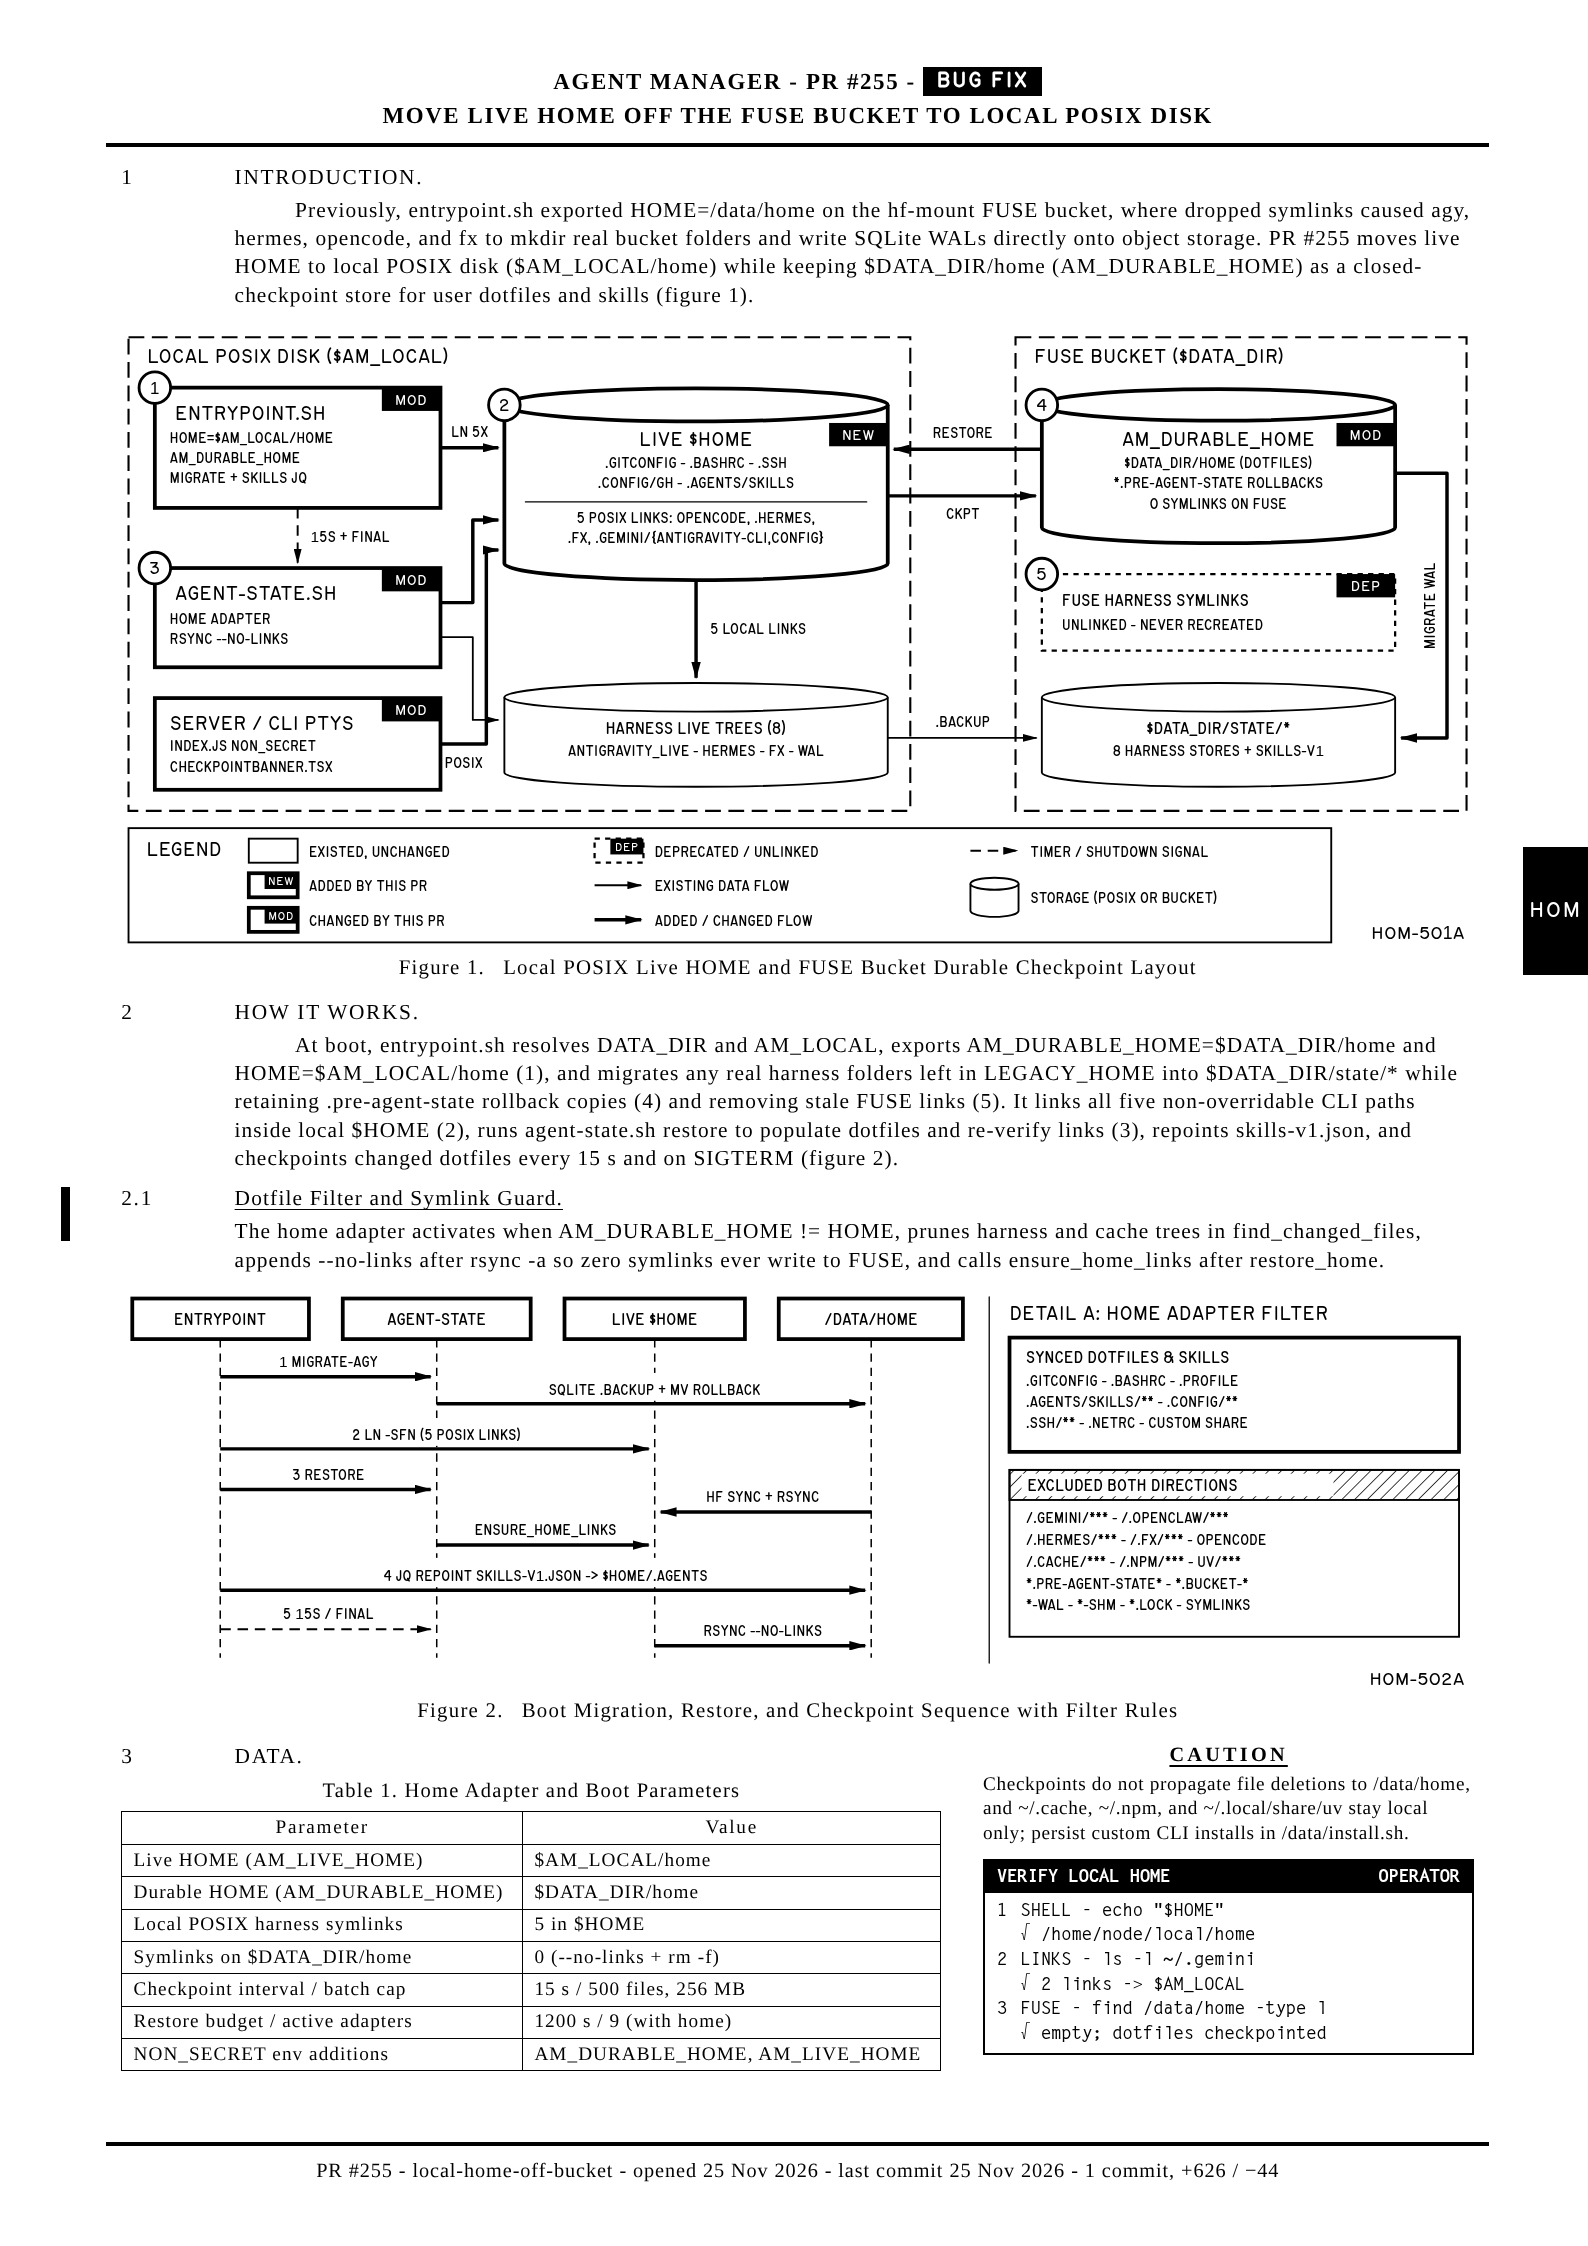 AGENT MANAGER - PR #255 - BUG FIX
MOVE LIVE HOME OFF THE FUSE BUCKET TO LOCAL POSIX DISK
1 INTRODUCTION.
Previously, entrypoint.sh exported HOME=/data/home on the hf-mount FUSE bucket, where dropped symlinks caused agy,
hermes, opencode, and fx to mkdir real bucket folders and write SQLite WALs directly onto object storage. PR #255 moves live
HOME to local POSIX disk ($AM_LOCAL/home) while keeping $DATA_DIR/home (AM_DURABLE_HOME) as a closed-
checkpoint store for user dotfiles and skills (figure 1).
LOCAL POSIX DISK ($AM_LOCAL)
1
MOD
ENTRYPOINT.SH
HOME=$AM_LOCAL/HOME
AM_DURABLE_HOME
MIGRATE + SKILLS JQ
LN 5X
15S + FINAL
2
NEW
LIVE $HOME
.GITCONFIG - .BASHRC - .SSH
.CONFIG/GH - .AGENTS/SKILLS
5 POSIX LINKS: OPENCODE, .HERMES,
.FX, .GEMINI/{ANTIGRAVITY-CLI,CONFIG}
3
MOD
AGENT-STATE.SH
HOME ADAPTER
RSYNC --NO-LINKS
5 LOCAL LINKS
MOD
SERVER / CLI PTYS
INDEX.JS NON_SECRET
CHECKPOINTBANNER.TSX
POSIX
HARNESS LIVE TREES (8)
ANTIGRAVITY_LIVE - HERMES - FX - WAL
RESTORE
CKPT
.BACKUP
FUSE BUCKET ($DATA_DIR)
4
MOD
AM_DURABLE_HOME
$DATA_DIR/HOME (DOTFILES)
*.PRE-AGENT-STATE ROLLBACKS
0 SYMLINKS ON FUSE
5
DEP
FUSE HARNESS SYMLINKS
UNLINKED - NEVER RECREATED
MIGRATE WAL
$DATA_DIR/STATE/*
8 HARNESS STORES + SKILLS-V1
LEGEND
EXISTED, UNCHANGED
NEW ADDED BY THIS PR
MOD CHANGED BY THIS PR
DEP DEPRECATED / UNLINKED
EXISTING DATA FLOW
ADDED / CHANGED FLOW
TIMER / SHUTDOWN SIGNAL
STORAGE (POSIX OR BUCKET)
HOM-501A
HOM
Figure 1. Local POSIX Live HOME and FUSE Bucket Durable Checkpoint Layout
2 HOW IT WORKS.
At boot, entrypoint.sh resolves DATA_DIR and AM_LOCAL, exports AM_DURABLE_HOME=$DATA_DIR/home and
HOME=$AM_LOCAL/home (1), and migrates any real harness folders left in LEGACY_HOME into $DATA_DIR/state/* while
retaining .pre-agent-state rollback copies (4) and removing stale FUSE links (5). It links all five non-overridable CLI paths
inside local $HOME (2), runs agent-state.sh restore to populate dotfiles and re-verify links (3), repoints skills-v1.json, and
checkpoints changed dotfiles every 15 s and on SIGTERM (figure 2).
2.1 Dotfile Filter and Symlink Guard.
The home adapter activates when AM_DURABLE_HOME != HOME, prunes harness and cache trees in find_changed_files,
appends --no-links after rsync -a so zero symlinks ever write to FUSE, and calls ensure_home_links after restore_home.
ENTRYPOINT
AGENT-STATE
LIVE $HOME
/DATA/HOME
1 MIGRATE-AGY
SQLITE .BACKUP + MV ROLLBACK
2 LN -SFN (5 POSIX LINKS)
3 RESTORE
HF SYNC + RSYNC
ENSURE_HOME_LINKS
4 JQ REPOINT SKILLS-V1.JSON -> $HOME/.AGENTS
5 15S / FINAL
RSYNC --NO-LINKS
DETAIL A: HOME ADAPTER FILTER
SYNCED DOTFILES & SKILLS
.GITCONFIG - .BASHRC - .PROFILE
.AGENTS/SKILLS/** - .CONFIG/**
.SSH/** - .NETRC - CUSTOM SHARE
EXCLUDED BOTH DIRECTIONS
/.GEMINI/*** - /.OPENCLAW/***
/.HERMES/*** - /.FX/*** - OPENCODE
/.CACHE/*** - /.NPM/*** - UV/***
*.PRE-AGENT-STATE* - *.BUCKET-*
*-WAL - *-SHM - *.LOCK - SYMLINKS
HOM-502A
Figure 2. Boot Migration, Restore, and Checkpoint Sequence with Filter Rules
3 DATA.
Table 1. Home Adapter and Boot Parameters
Parameter Value
Live HOME (AM_LIVE_HOME) $AM_LOCAL/home
Durable HOME (AM_DURABLE_HOME) $DATA_DIR/home
Local POSIX harness symlinks 5 in $HOME
Symlinks on $DATA_DIR/home 0 (--no-links + rm -f)
Checkpoint interval / batch cap 15 s / 500 files, 256 MB
Restore budget / active adapters 1200 s / 9 (with home)
NON_SECRET env additions AM_DURABLE_HOME, AM_LIVE_HOME
CAUTION
Checkpoints do not propagate file deletions to /data/home,
and ~/.cache, ~/.npm, and ~/.local/share/uv stay local
only; persist custom CLI installs in /data/install.sh.
VERIFY LOCAL HOME OPERATOR
1 SHELL - echo "$HOME"
√ /home/node/local/home
2 LINKS - ls -l ~/.gemini
√ 2 links -> $AM_LOCAL
3 FUSE - find /data/home -type l
√ empty; dotfiles checkpointed
PR #255 - local-home-off-bucket - opened 25 Nov 2026 - last commit 25 Nov 2026 - 1 commit, +626 / −44